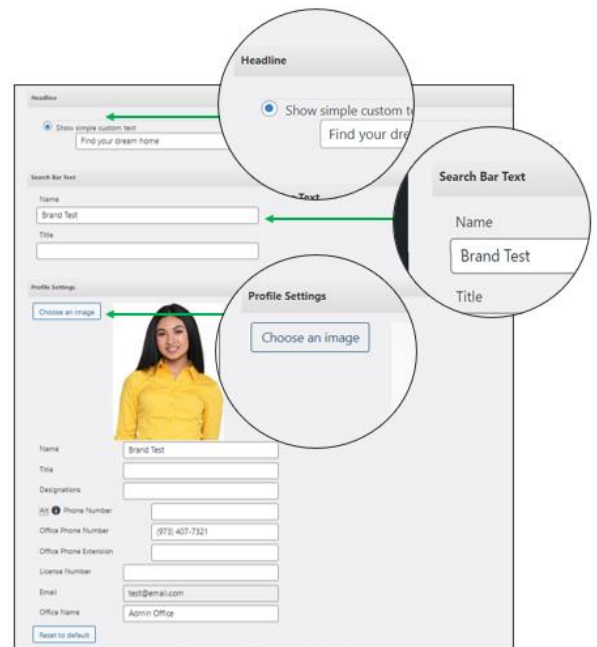 Headline
Show simple custom text
Find your dream home
Search Bar Text
Name
Brand Test
Title
Profile Settings
Choose an image
Name
Brand Test
Title
Designations
Phone Number
Office Phone Number
(973) 407-7321
Office Phone Extension
License Number
Email
test@email.com
Office Name
Admin Office
Reset to default
Headline
Show simple custom t
Find your dre
Text
Search Bar Text
Name
Brand Test
Title
Profile Settings
Choose an image